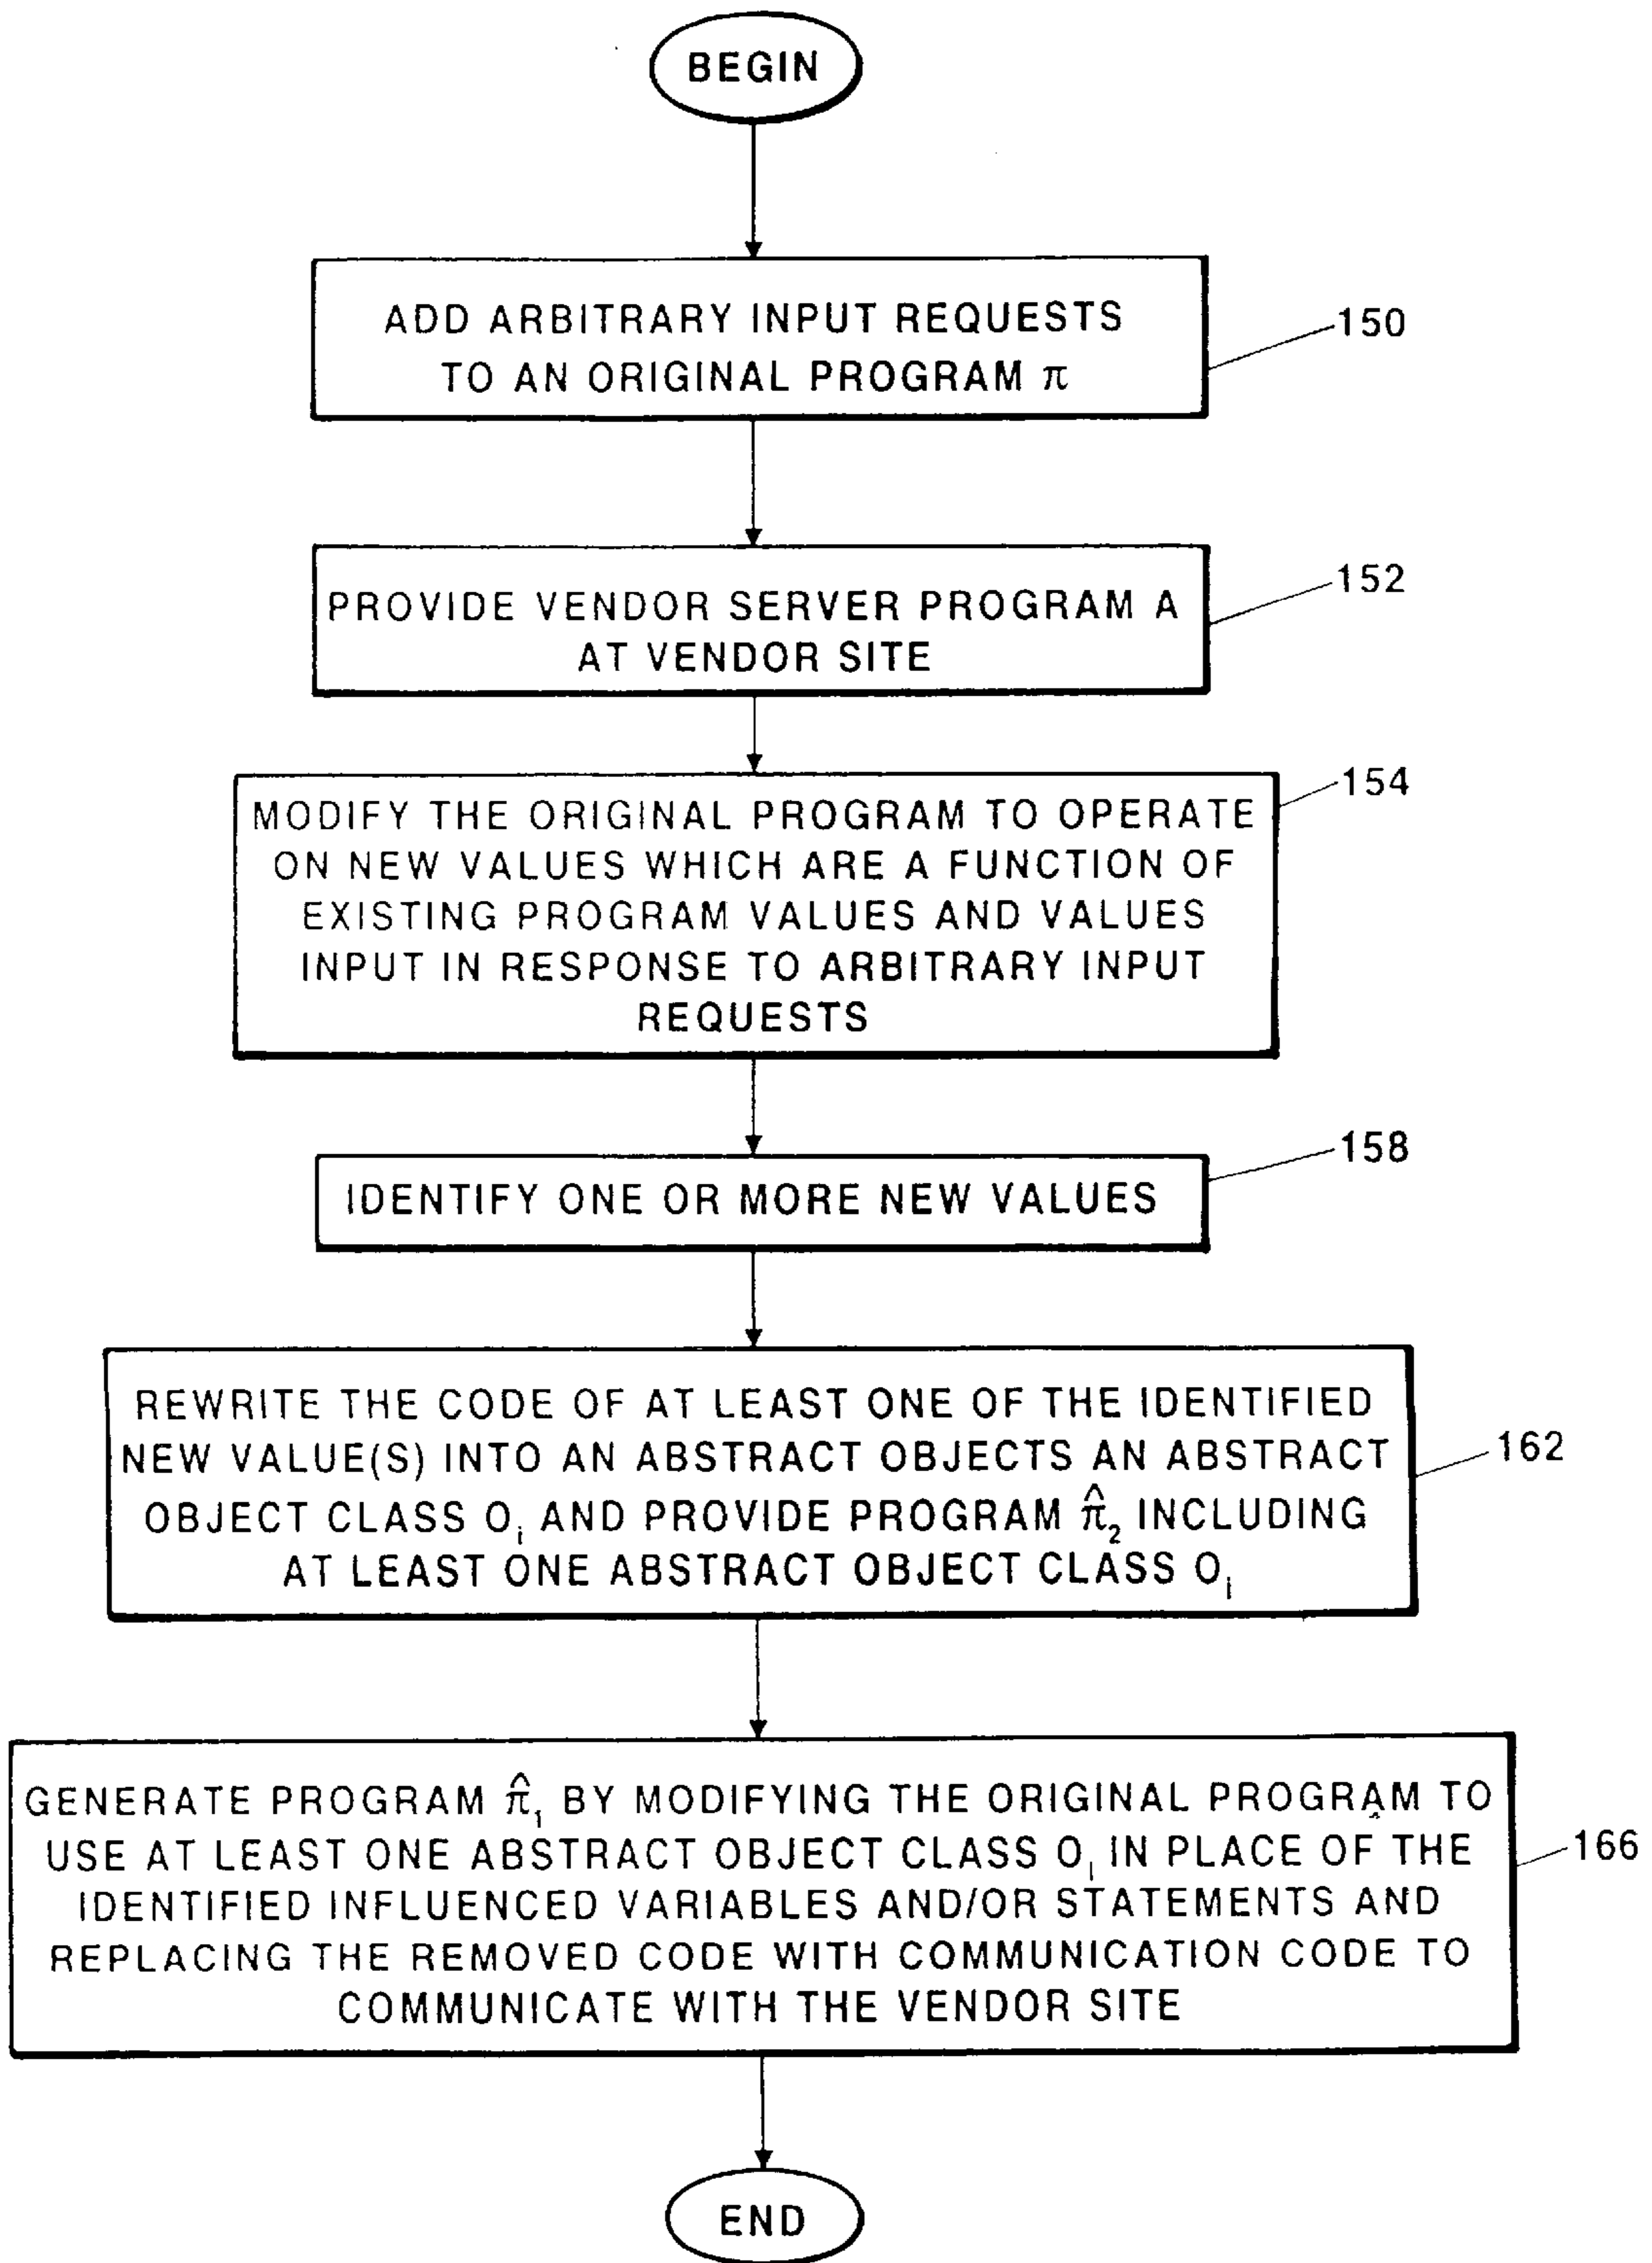 BEGIN
ADD ARBITRARY INPUT REQUESTS
TO AN ORIGINAL PROGRAM π
150
PROVIDE VENDOR SERVER PROGRAM A
AT VENDOR SITE
152
MODIFY THE ORIGINAL PROGRAM TO OPERATE
ON NEW VALUES WHICH ARE A FUNCTION OF
EXISTING PROGRAM VALUES AND VALUES
INPUT IN RESPONSE TO ARBITRARY INPUT
REQUESTS
154
IDENTIFY ONE OR MORE NEW VALUES
158
REWRITE THE CODE OF AT LEAST ONE OF THE IDENTIFIED
NEW VALUE(S) INTO AN ABSTRACT OBJECTS AN ABSTRACT
OBJECT CLASS Oᵢ AND PROVIDE PROGRAM π̂₂ INCLUDING
AT LEAST ONE ABSTRACT OBJECT CLASS Oᵢ
162
GENERATE PROGRAM π̂₁ BY MODIFYING THE ORIGINAL PROGRAM TO
USE AT LEAST ONE ABSTRACT OBJECT CLASS Oᵢ IN PLACE OF THE
IDENTIFIED INFLUENCED VARIABLES AND/OR STATEMENTS AND
REPLACING THE REMOVED CODE WITH COMMUNICATION CODE TO
COMMUNICATE WITH THE VENDOR SITE
166
END